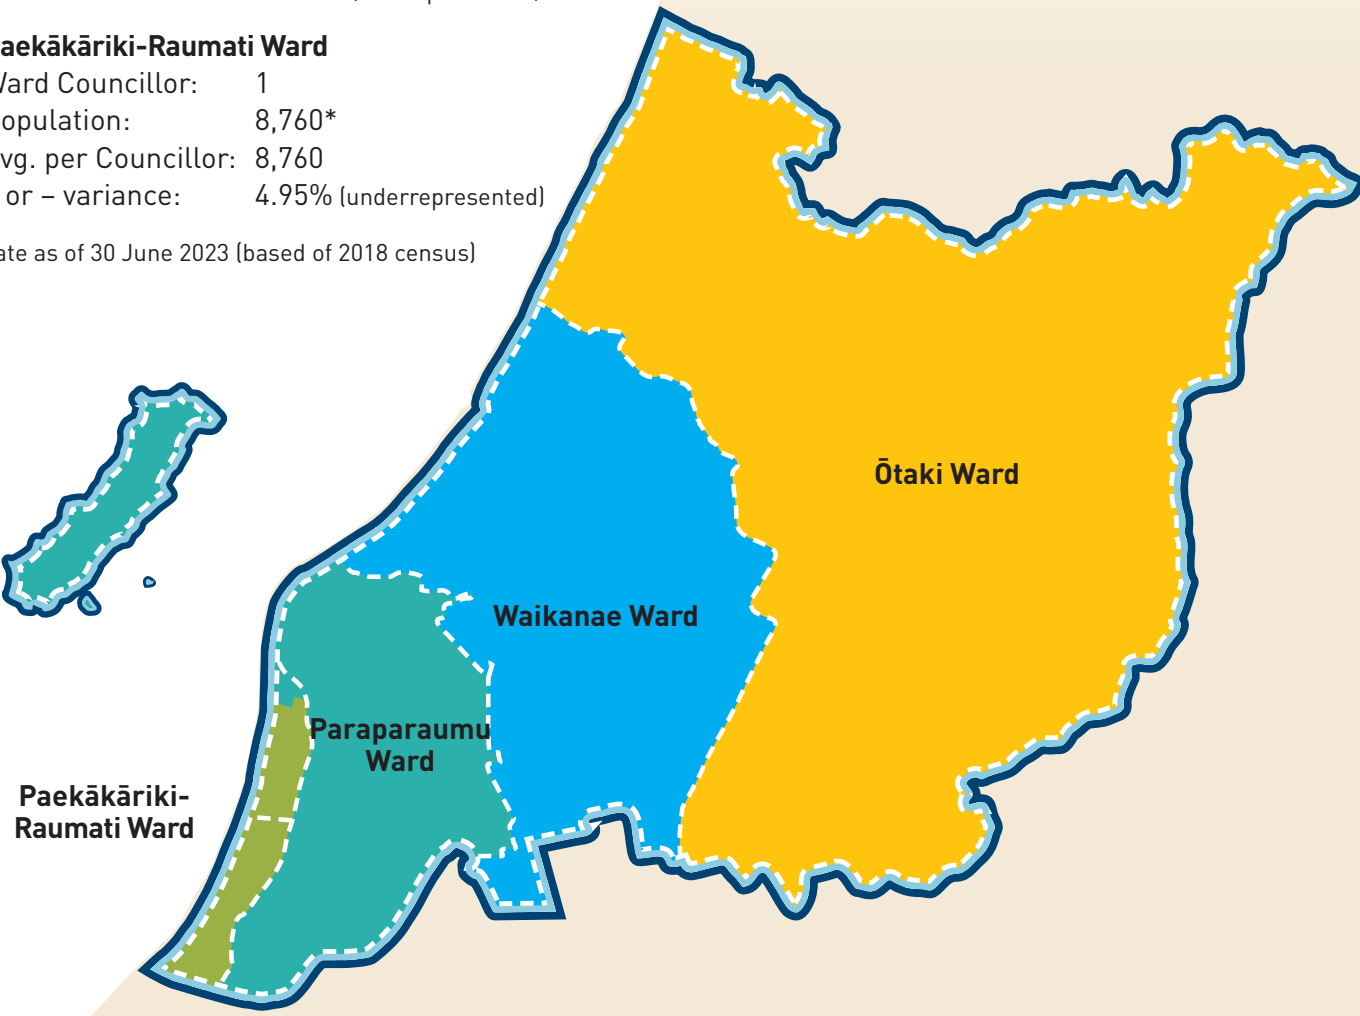 aekākāriki-Raumati Ward
Ward Councillor: 1
opulation: 8,760*
vg. per Councillor: 8,760
or – variance: 4.95% (underrepresented)
ate as of 30 June 2023 (based of 2018 census)
Ōtaki Ward
Waikanae Ward
Paraparaumu
Ward
Paekākāriki-
Raumati Ward